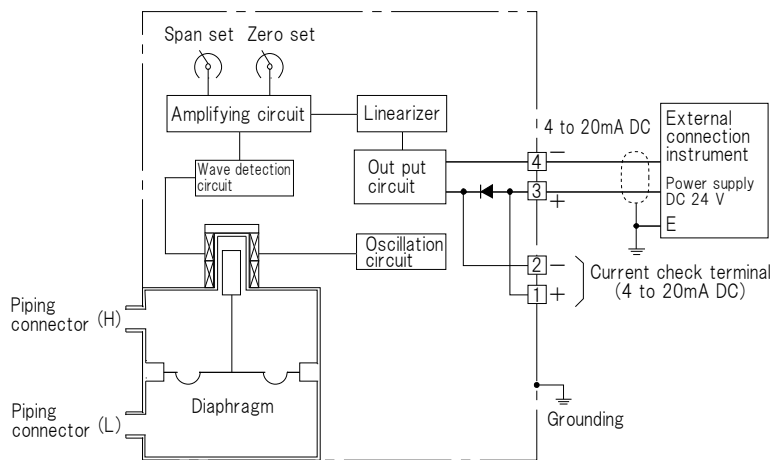 Span set
Zero set
Amplifying circuit
Linearizer
4 to 20mA DC
External
connection
instrument
Wave detection
circuit
Out put
circuit
4 −
3 +
Power supply
DC 24 V
E
Oscillation
circuit
2 −
1 +
Current check terminal
(4 to 20mA DC)
Piping
connector (H)
Diaphragm
Piping
connector (L)
Grounding